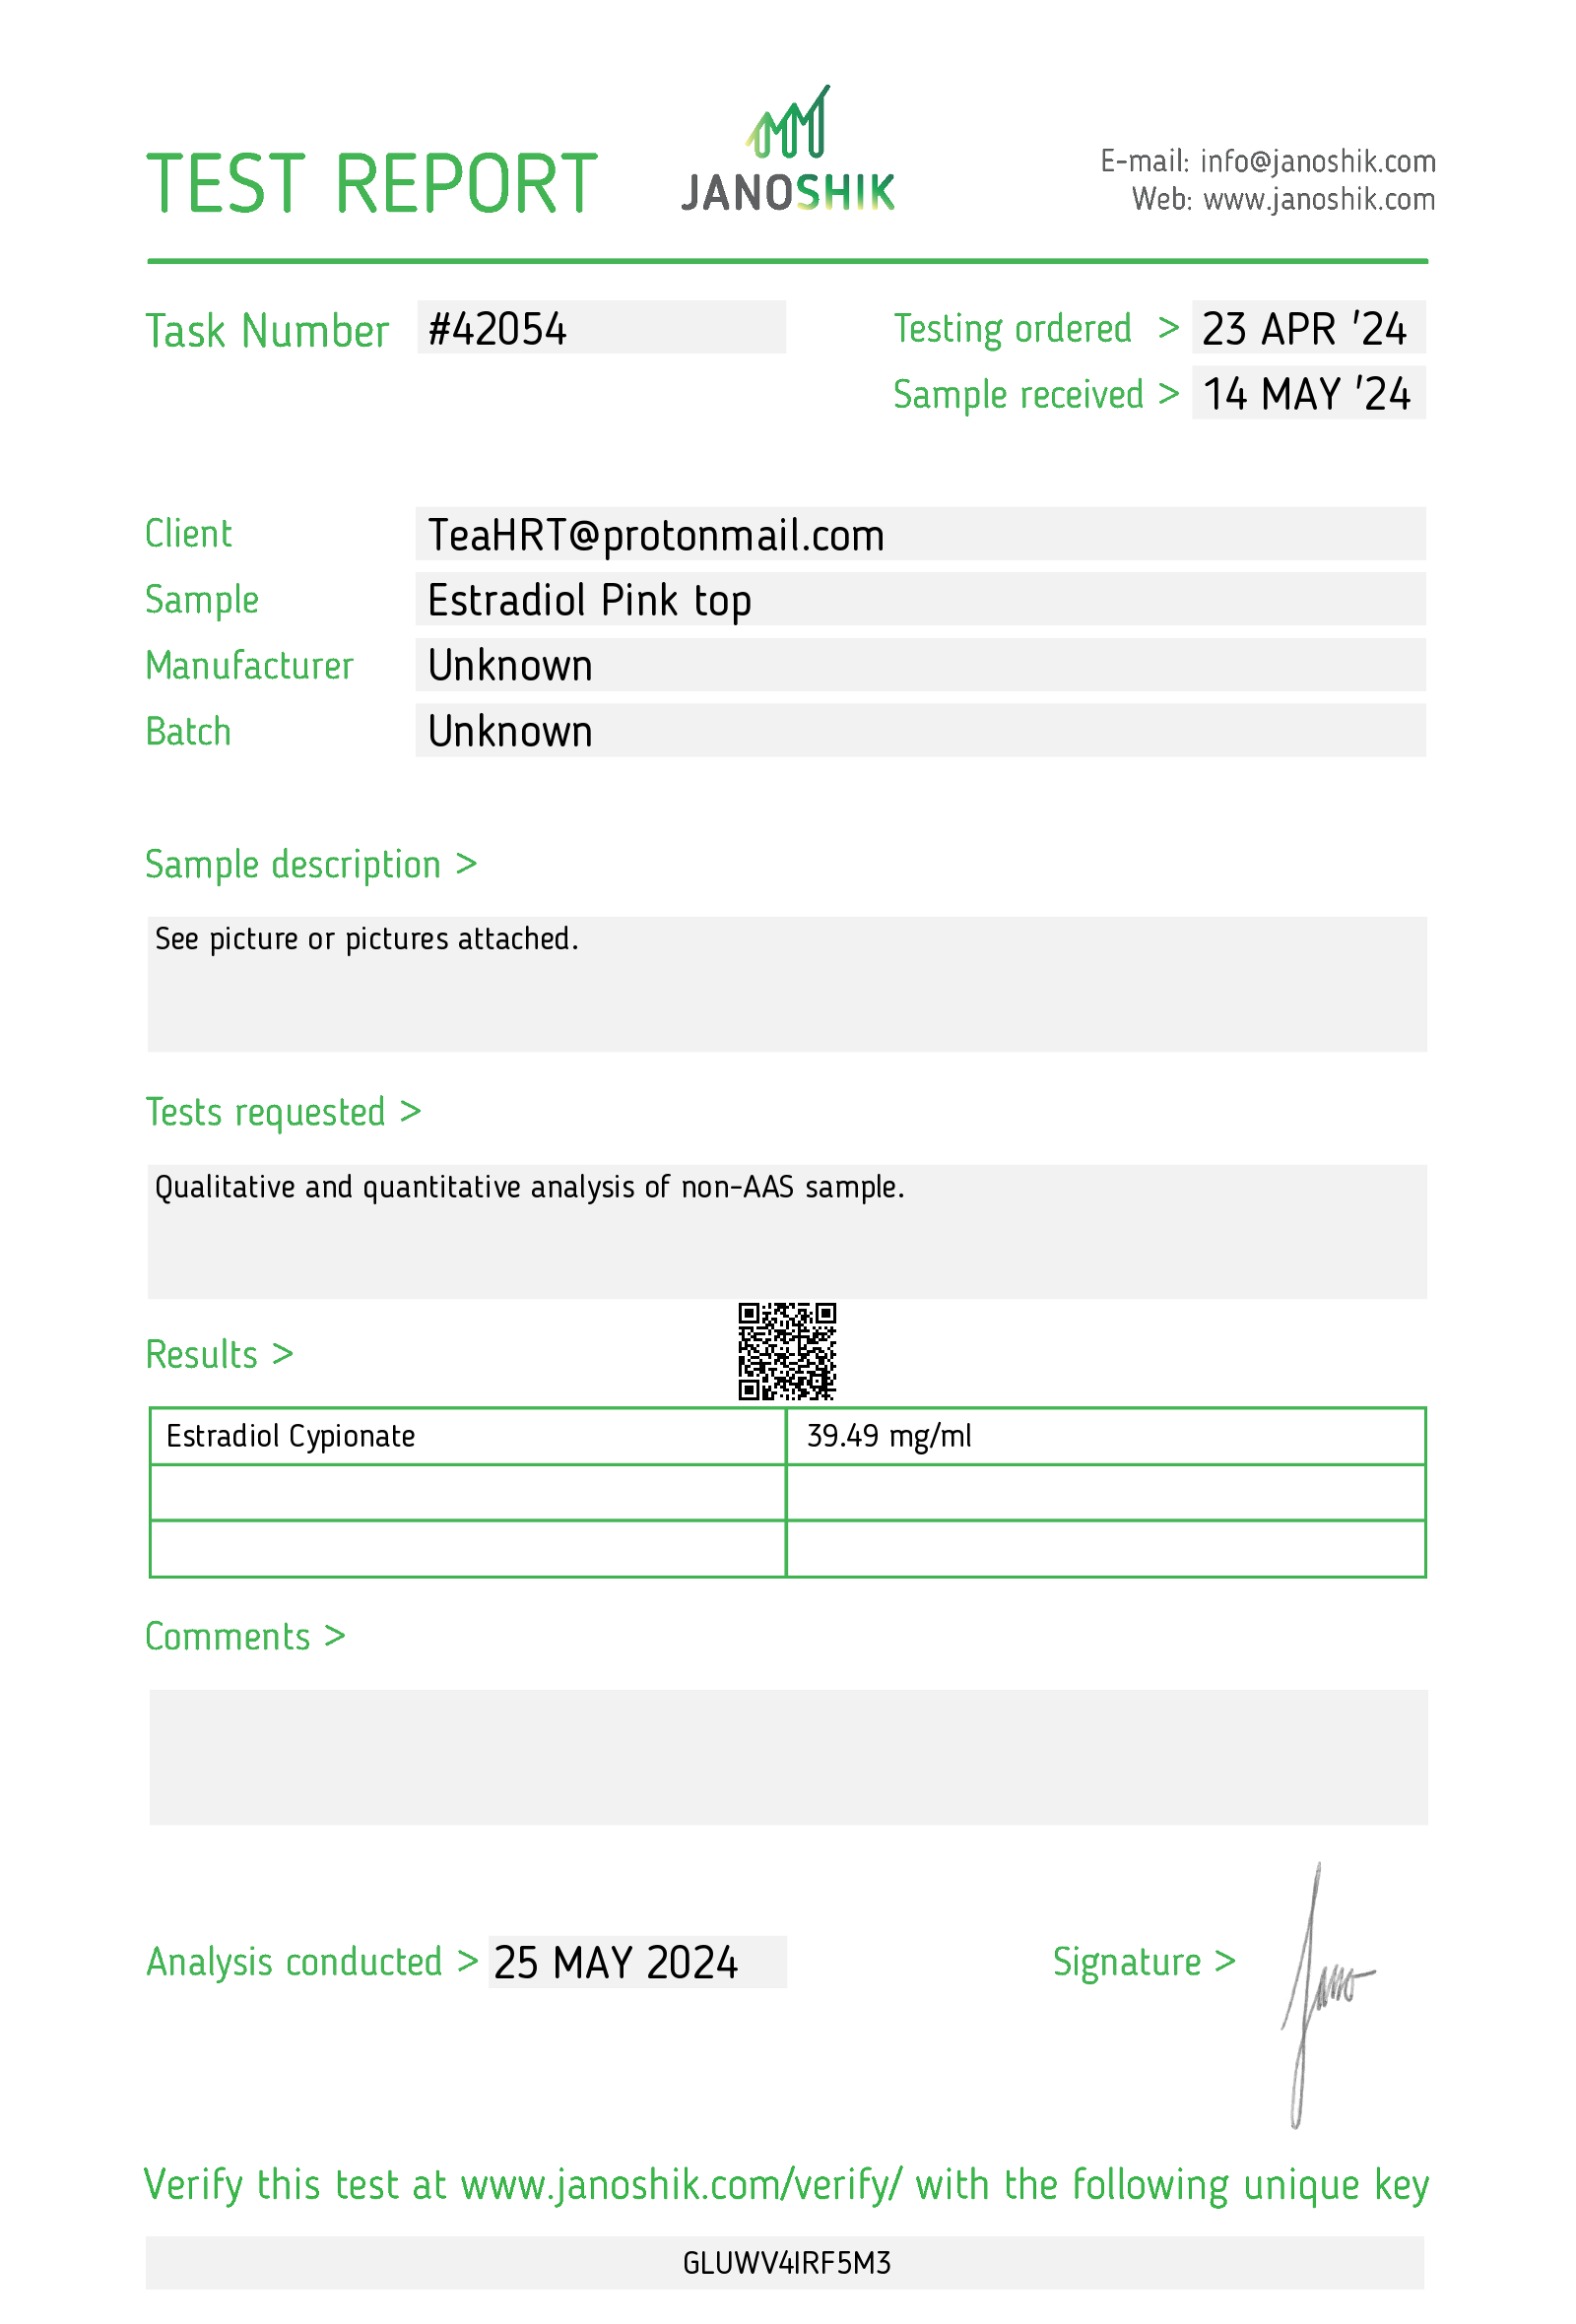 TEST REPORT
JANOSHIK
E-mail: info@janoshik.com
Web: www.janoshik.com
Task Number #42054
Testing ordered > 23 APR '24
Sample received > 14 MAY '24
Client TeaHRT@protonmail.com
Sample Estradiol Pink top
Manufacturer Unknown
Batch Unknown
Sample description >
See picture or pictures attached.
Tests requested >
Qualitative and quantitative analysis of non-AAS sample.
Results >
Estradiol Cypionate 39.49 mg/ml
Comments >
Analysis conducted > 25 MAY 2024
Signature > Jano
Verify this test at www.janoshik.com/verify/ with the following unique key
GLUWV4IRF5M3